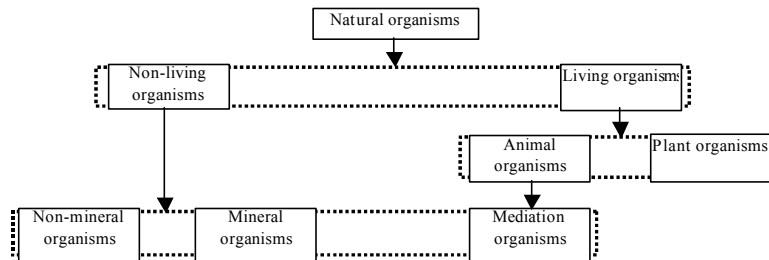 Natural organisms
Non-living
organisms
Living organisms
Animal
organisms
Plant organisms
Non-mineral
organisms
Mineral
organisms
Mediation
organisms